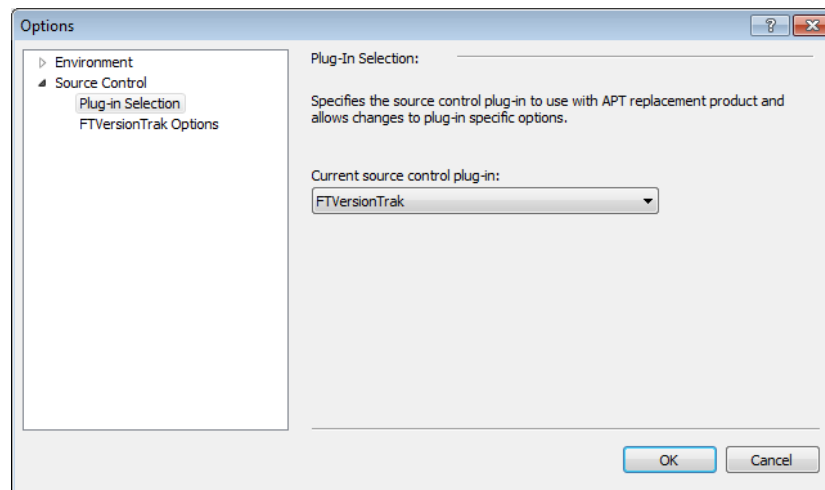 Options
Environment
Source Control
Plug-in Selection
FTVersionTrak Options
Plug-In Selection:
Specifies the source control plug-in to use with APT replacement product and
allows changes to plug-in specific options.
Current source control plug-in:
FTVersionTrak
OK
Cancel